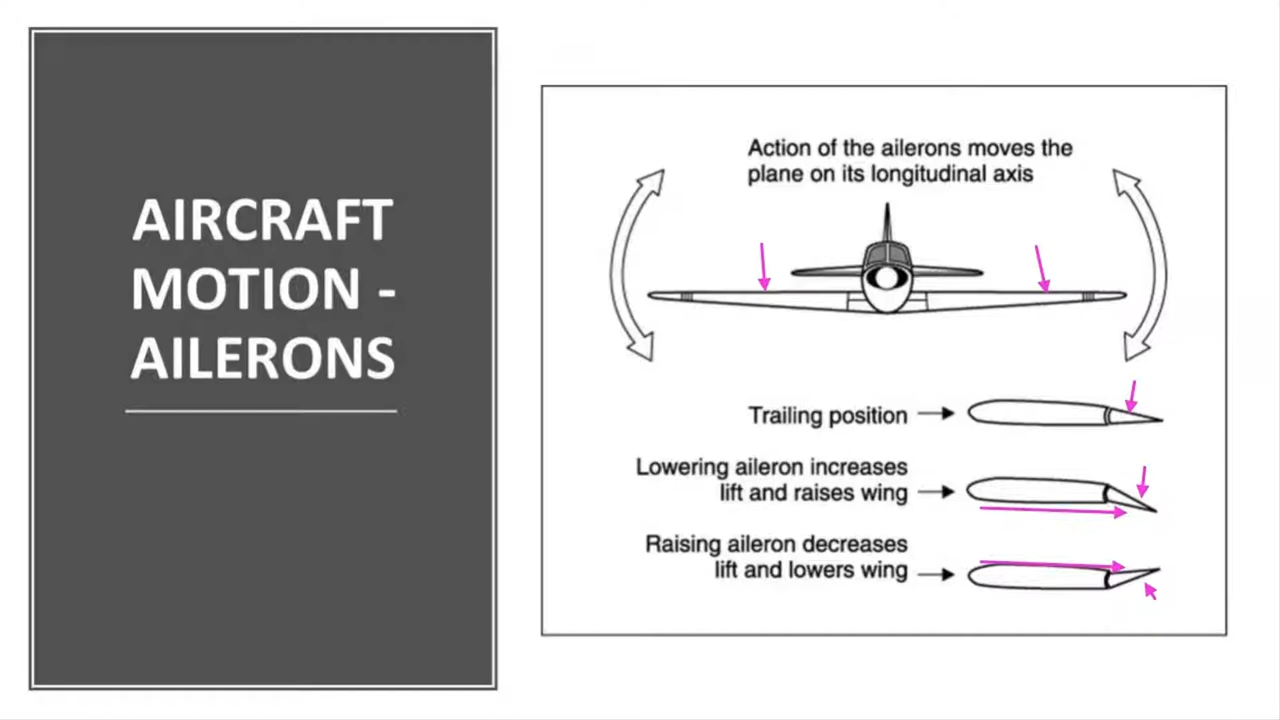 AIRCRAFT
MOTION -
AILERONS
Action of the ailerons moves the
plane on its longitudinal axis
Trailing position
Lowering aileron increases
lift and raises wing
Raising aileron decreases
lift and lowers wing